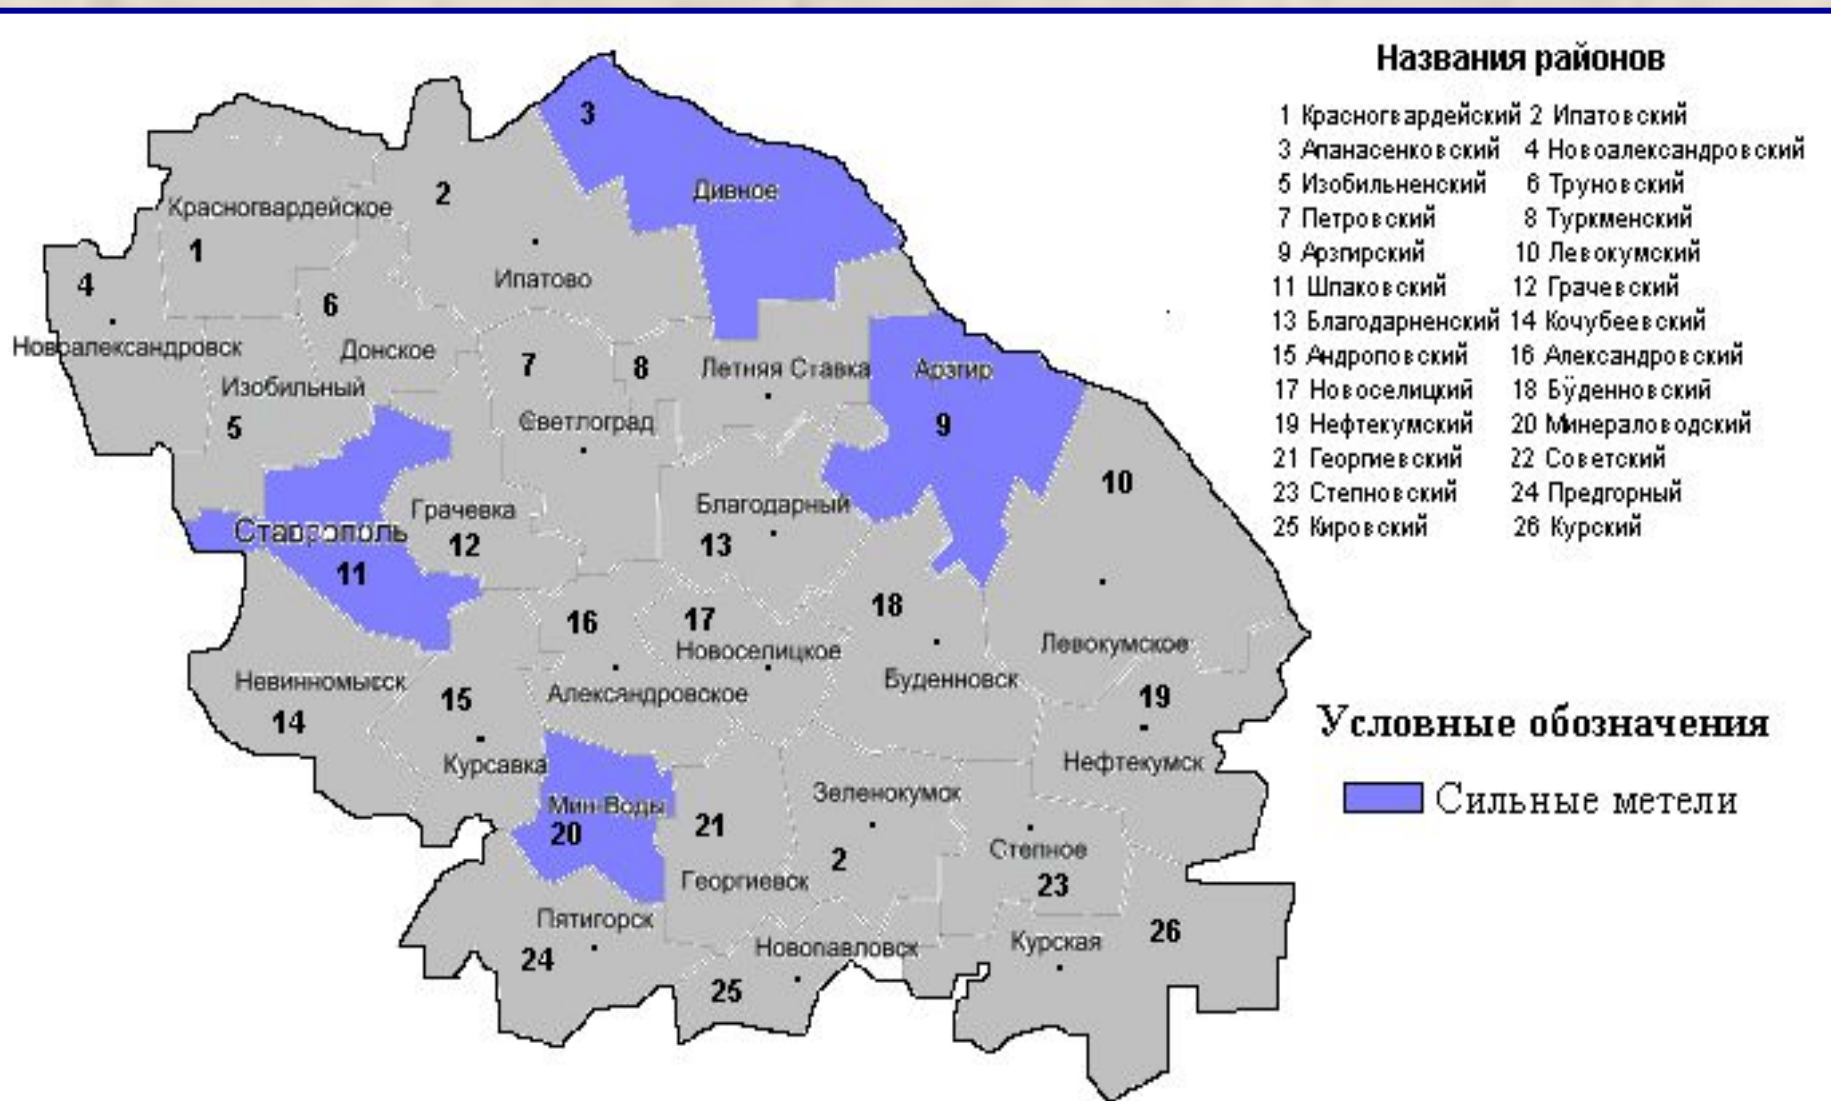 Названия районов
1 Красногвардейский 2 Ипатовский
3 Апанасенковский 4 Новоалександровский
5 Изобильненский 6 Труновский
7 Петровский 8 Туркменский
9 Арзгирский 10 Левокумский
11 Шпаковский 12 Грачевский
13 Благодарненский 14 Кочубеевский
15 Андроповский 16 Александровский
17 Новоселицкий 18 Бӱденновский
19 Нефтекумский 20 Минераловодский
21 Георгиевский 22 Советский
23 Степновский 24 Предгорный
25 Кировский 26 Курский
3
Дивное
2
Красногвардейское
1
Ипатово
4
6
Новоалександровск
Донское
7
8
Летняя Ставка
Арзгир
Изобильный
5
Светлоград
9
10
Ставрополь
Грачевка
12
Благодарный
13
11
16
17
18
Новоселицкое
Буденновск
Левокумское
Невинномысск
14
15
Александровское
19
Курсавка
Нефтекумск
Мин-Воды
20
21
Зеленокумск
2
Георгиевск
Степное
23
Пятигорск
24
Новопавловск
25
Курская
26
Условные обозначения
Сильные метели